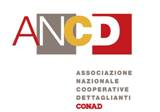 ANCD
ASSOCIAZIONE
NAZIONALE
COOPERATIVE
DETTAGLIANTI
CONAD